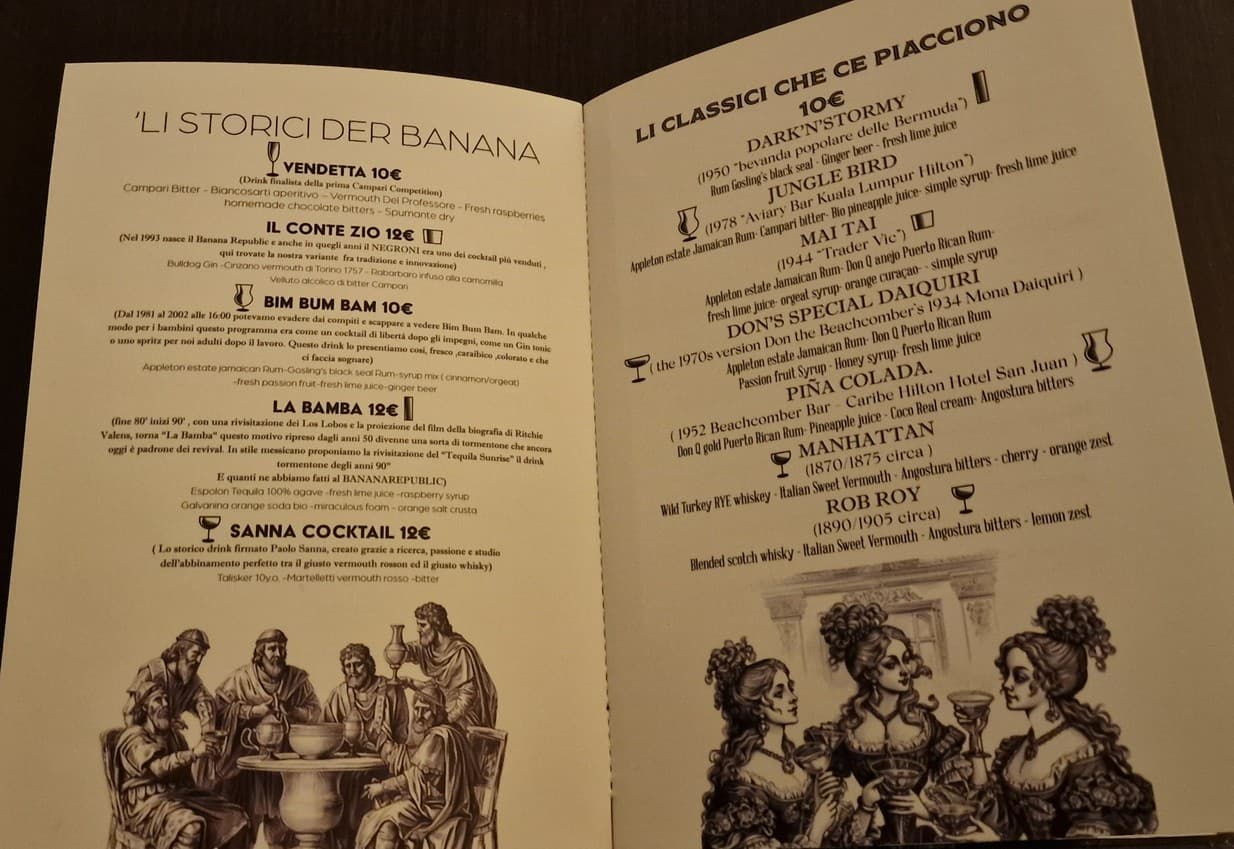 'LI STORICI DER BANANA
VENDETTA 10€
(Drink finalista della prima Campari Competition)
Campari Bitter – Biancosarti aperitivo – Vermouth Del Professore – Fresh raspberries
homemade chocolate bitters – Spumante dry
IL CONTE ZIO 12€
(Nel 1993 nasce il Banana Republic e anche in quegli anni il NEGRONI era uno dei cocktail più venduti ,
qui trovate la nostra variante fra tradizione e innovazione)
Bulldog Gin -Cinzano vermouth di Torino 1757 - Rabarbaro infuso alla camomilla
Velluto alcolico di bitter Campari
BIM BUM BAM 10€
(Dal 1981 al 2002 alle 16:00 potevamo evadere dai compiti e scappare a vedere Bim Bum Bam. In qualche
modo per i bambini questo programma era come un cocktail di libertà dopo gli impegni, come un Gin tonic
o uno spritz per noi adulti dopo il lavoro. Questo drink lo presentiamo così, fresco ,caraibico ,colorato e che
ci faccia sognare)
Appleton estate jamaican Rum-Gosling's black seal Rum-syrup mix ( cinnamon/orgeat)
-fresh passion fruit-fresh lime juice-ginger beer
LA BAMBA 12€
(fine 80' inizi 90' , con una rivisitazione dei Los Lobos e la proiezione del film della biografia di Ritchie
Valens, torna "La Bamba" questo motivo ripreso dagli anni 50 divenne una sorta di tormentone che ancora
oggi è padrone dei revival. In stile messicano proponiamo la rivisitazione del "Tequila Sunrise" il drink
tormentone degli anni 90"
E quanti ne abbiamo fatti al BANANAREPUBLIC)
Espolon Tequila 100% agave -fresh lime juice -raspberry syrup
Galvanina orange soda bio -miraculous foam - orange salt crusta
SANNA COCKTAIL 12€
( Lo storico drink firmato Paolo Sanna, creato grazie a ricerca, passione e studio
dell'abbinamento perfetto tra il giusto vermouth rosson ed il giusto whisky)
Talisker 10y.o. -Martelletti vermouth rosso -bitter
LI CLASSICI CHE CE PIACCIONO
10€
DARK'N'STORMY
(1950 "bevanda popolare delle Bermuda")
Rum Gosling's black seal - Ginger beer - fresh lime juice
JUNGLE BIRD
(1978 "Aviary Bar Kuala Lumpur Hilton")
Appleton estate Jamaican Rum- Campari bitter- Bio pineapple juice- simple syrup- fresh lime juice
MAI TAI
(1944 "Trader Vic")
Appleton estate Jamaican Rum- Don Q anejo Puerto Rican Rum-
fresh lime juice- orgeat syrup- orange curaçao- - simple syrup
DON'S SPECIAL DAIQUIRI
( the 1970s version Don the Beachcomber's 1934 Mona Daiquiri )
Appleton estate Jamaican Rum- Don Q Puerto Rican Rum
Passion fruit Syrup - Honey syrup- fresh lime juice
PIÑA COLADA.
( 1952 Beachcomber Bar – Caribe Hilton Hotel San Juan )
Don Q gold Puerto Rican Rum- Pineapple juice - Coco Real cream- Angostura bitters
MANHATTAN
(1870/1875 circa )
Wild Turkey RYE whiskey - Italian Sweet Vermouth - Angostura bitters - cherry - orange zest
ROB ROY
(1890/1905 circa)
Blended scotch whisky - Italian Sweet Vermouth - Angostura bitters - lemon zest